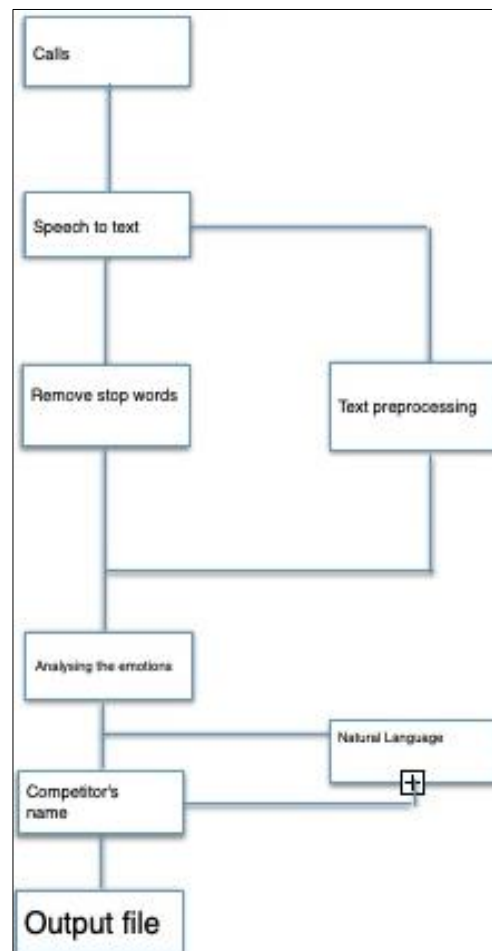 Calls
Speech to text
Remove stop words
Text preprocessing
Analysing the emotions
Natural Language
Competitor's
name
Output file